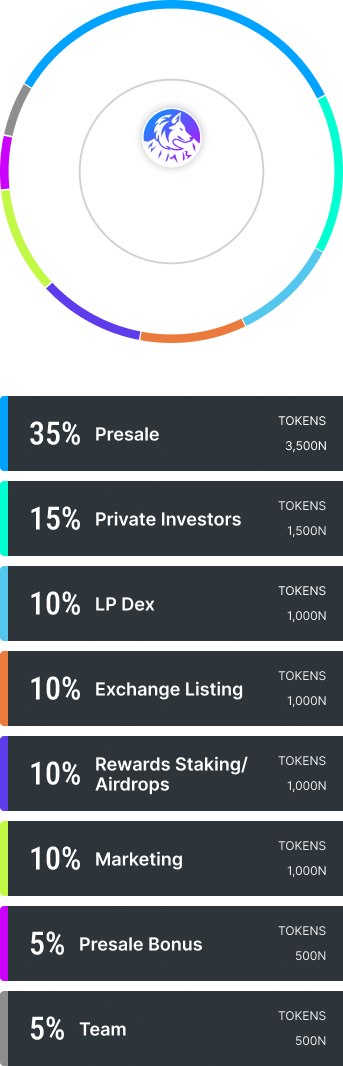 NIMBI
35% Presale TOKENS 3,500N
15% Private Investors TOKENS 1,500N
10% LP Dex TOKENS 1,000N
10% Exchange Listing TOKENS 1,000N
10% Rewards Staking/
Airdrops TOKENS 1,000N
10% Marketing TOKENS 1,000N
5% Presale Bonus TOKENS 500N
5% Team TOKENS 500N